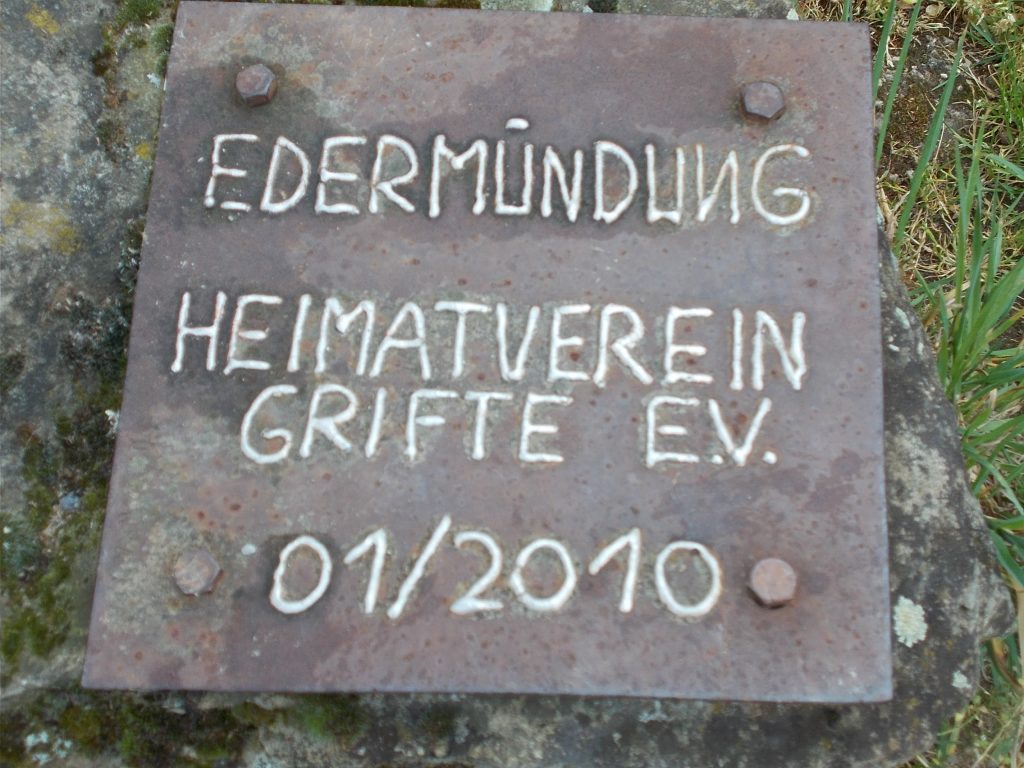 EDERMÜNDUNG
HEIMATVEREIN
GRIFTE E.V.
01/2010